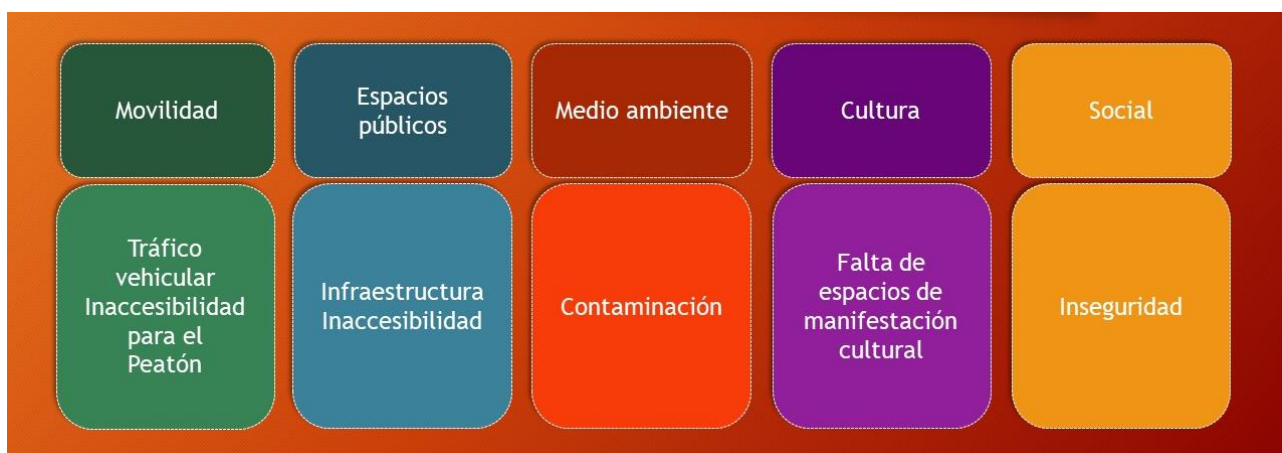 Movilidad
Espacios
públicos
Medio ambiente
Cultura
Social
Tráfico
vehicular
Inaccesibilidad
para el
Peatón
Infraestructura
Inaccesibilidad
Contaminación
Falta de
espacios de
manifestación
cultural
Inseguridad